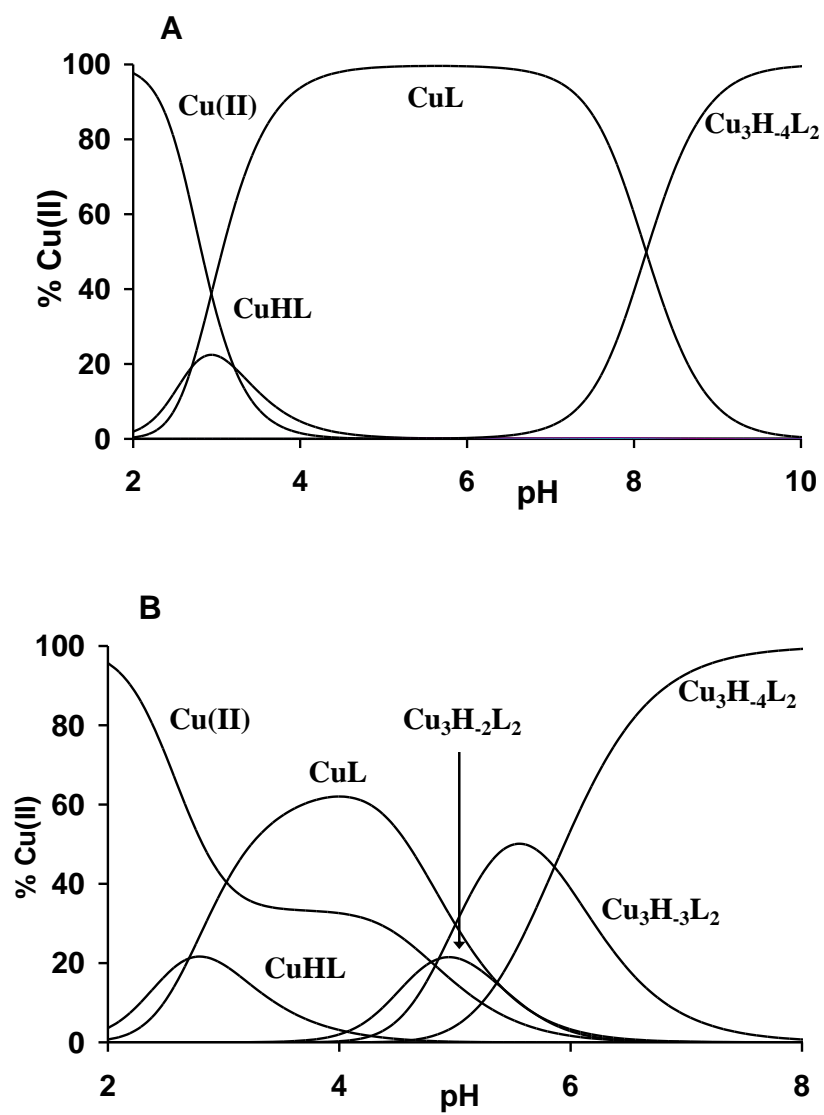 A
100
80
60
40
20
0
% Cu(II)
Cu(II)
CuL
Cu₃H₋₄L₂
CuHL
2
4
6
8
10
pH
B
100
80
60
40
20
0
% Cu(II)
Cu(II)
Cu₃H₋₂L₂
Cu₃H₋₄L₂
CuL
Cu₃H₋₃L₂
CuHL
2
4
6
8
pH